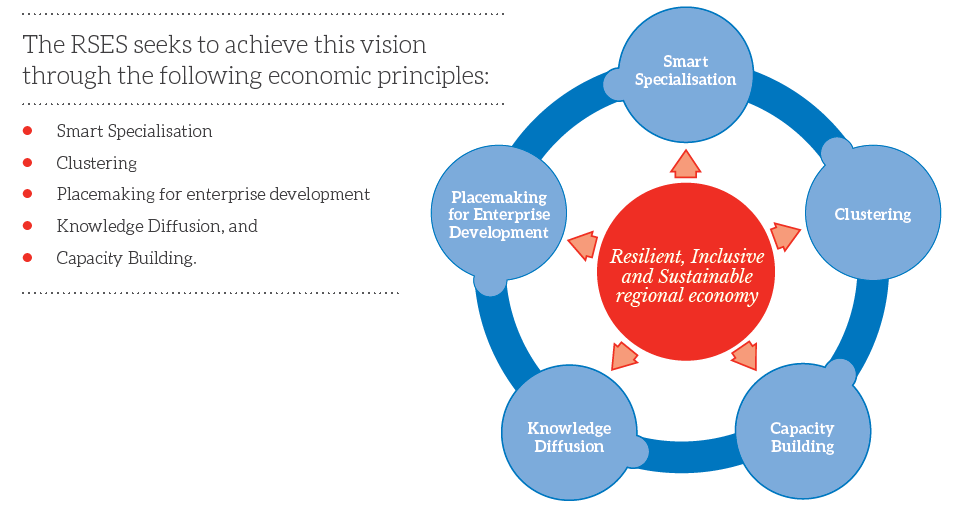 The RSES seeks to achieve this vision
through the following economic principles:
Smart Specialisation
Clustering
Placemaking for enterprise development
Knowledge Diffusion, and
Capacity Building.
Smart
Specialisation
Clustering
Capacity
Building
Knowledge
Diffusion
Placemaking
for Enterprise
Development
Resilient, Inclusive
and Sustainable
regional economy